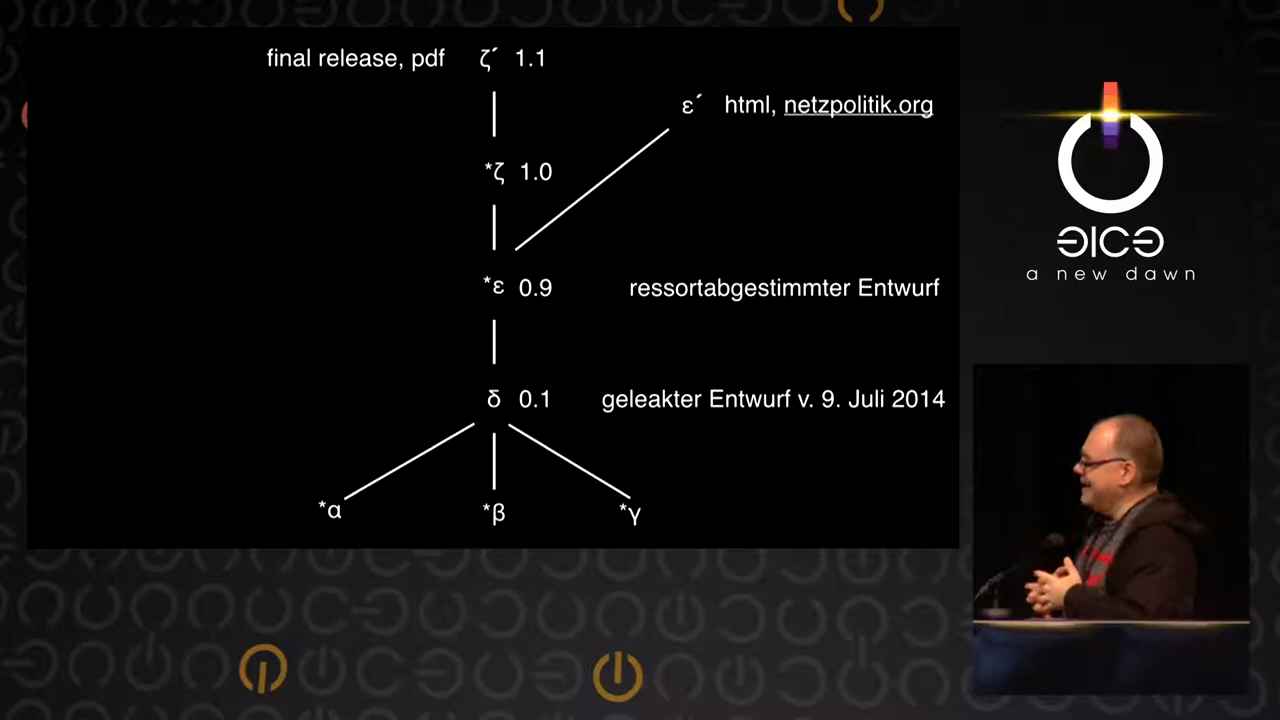 final release, pdf ζ´ 1.1
ε´ html, netzpolitik.org
*ζ 1.0
*ε 0.9 ressortabgestimmter Entwurf
δ 0.1 geleakter Entwurf v. 9. Juli 2014
*α *β *γ
ƏICƏ
a new dawn